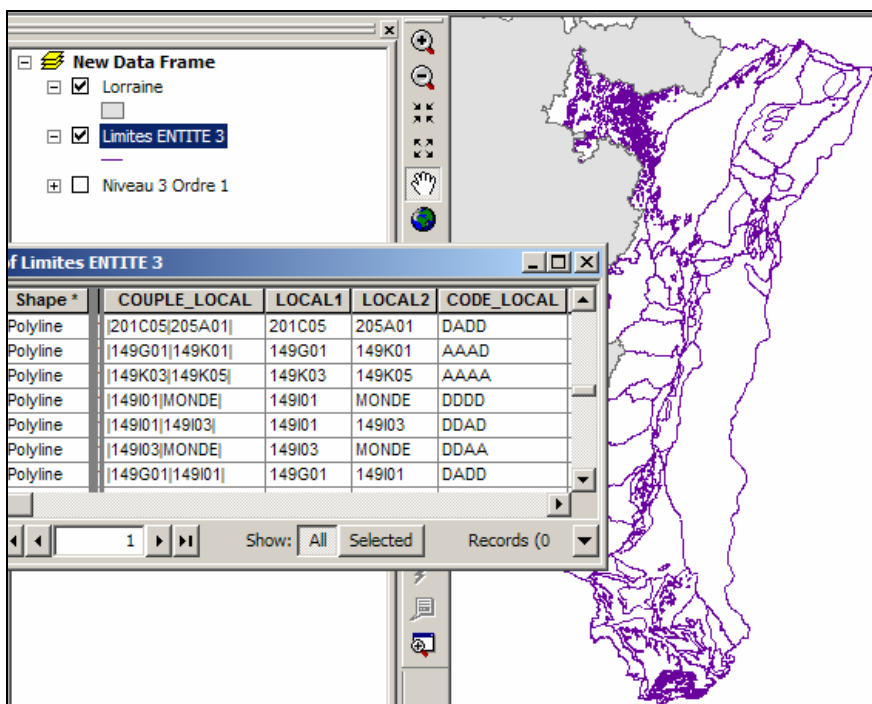 New Data Frame
Lorraine
Limites ENTITE 3
Niveau 3 Ordre 1
of Limites ENTITE 3
Shape * COUPLE_LOCAL LOCAL1 LOCAL2 CODE_LOCAL
Polyline |201C05|205A01| 201C05 205A01 DADD
Polyline |149G01|149K01| 149G01 149K01 AAAD
Polyline |149K03|149K05| 149K03 149K05 AAAA
Polyline |149I01|MONDE| 149I01 MONDE DDDD
Polyline |149I01|149I03| 149I01 149I03 DDAD
Polyline |149I03|MONDE| 149I03 MONDE DDAA
Polyline |149G01|149I01| 149G01 149I01 DADD
1 Show: All Selected Records (0